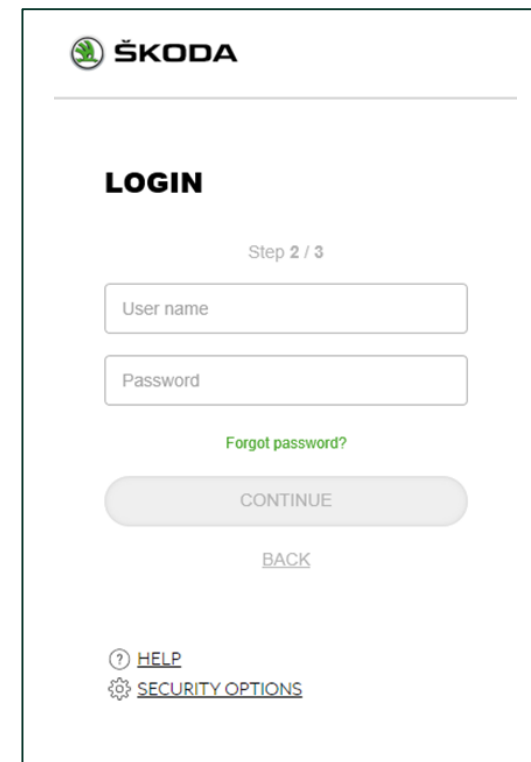 ŠKODA
LOGIN
Step 2 / 3
User name
Password
Forgot password?
CONTINUE
BACK
HELP
SECURITY OPTIONS